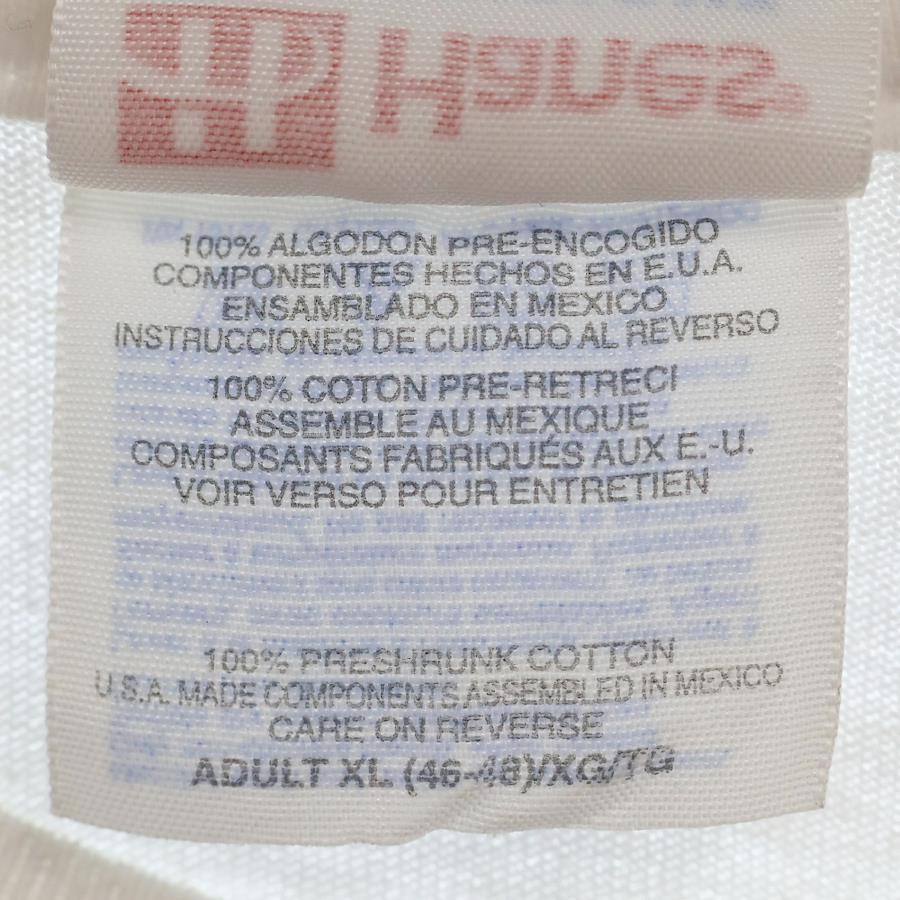 Hanes
100% ALGODON PRE-ENCOGIDO
COMPONENTES HECHOS EN E.U.A.
ENSAMBLADO EN MEXICO
INSTRUCCIONES DE CUIDADO AL REVERSO
100% COTON PRE-RETRECI
ASSEMBLE AU MEXIQUE
COMPOSANTS FABRIQUÉS AUX E.-U.
VOIR VERSO POUR ENTRETIEN
100% PRESHRUNK COTTON
U.S.A. MADE COMPONENTS ASSEMBLED IN MEXICO
CARE ON REVERSE
ADULT XL (46-48)/XG/TG